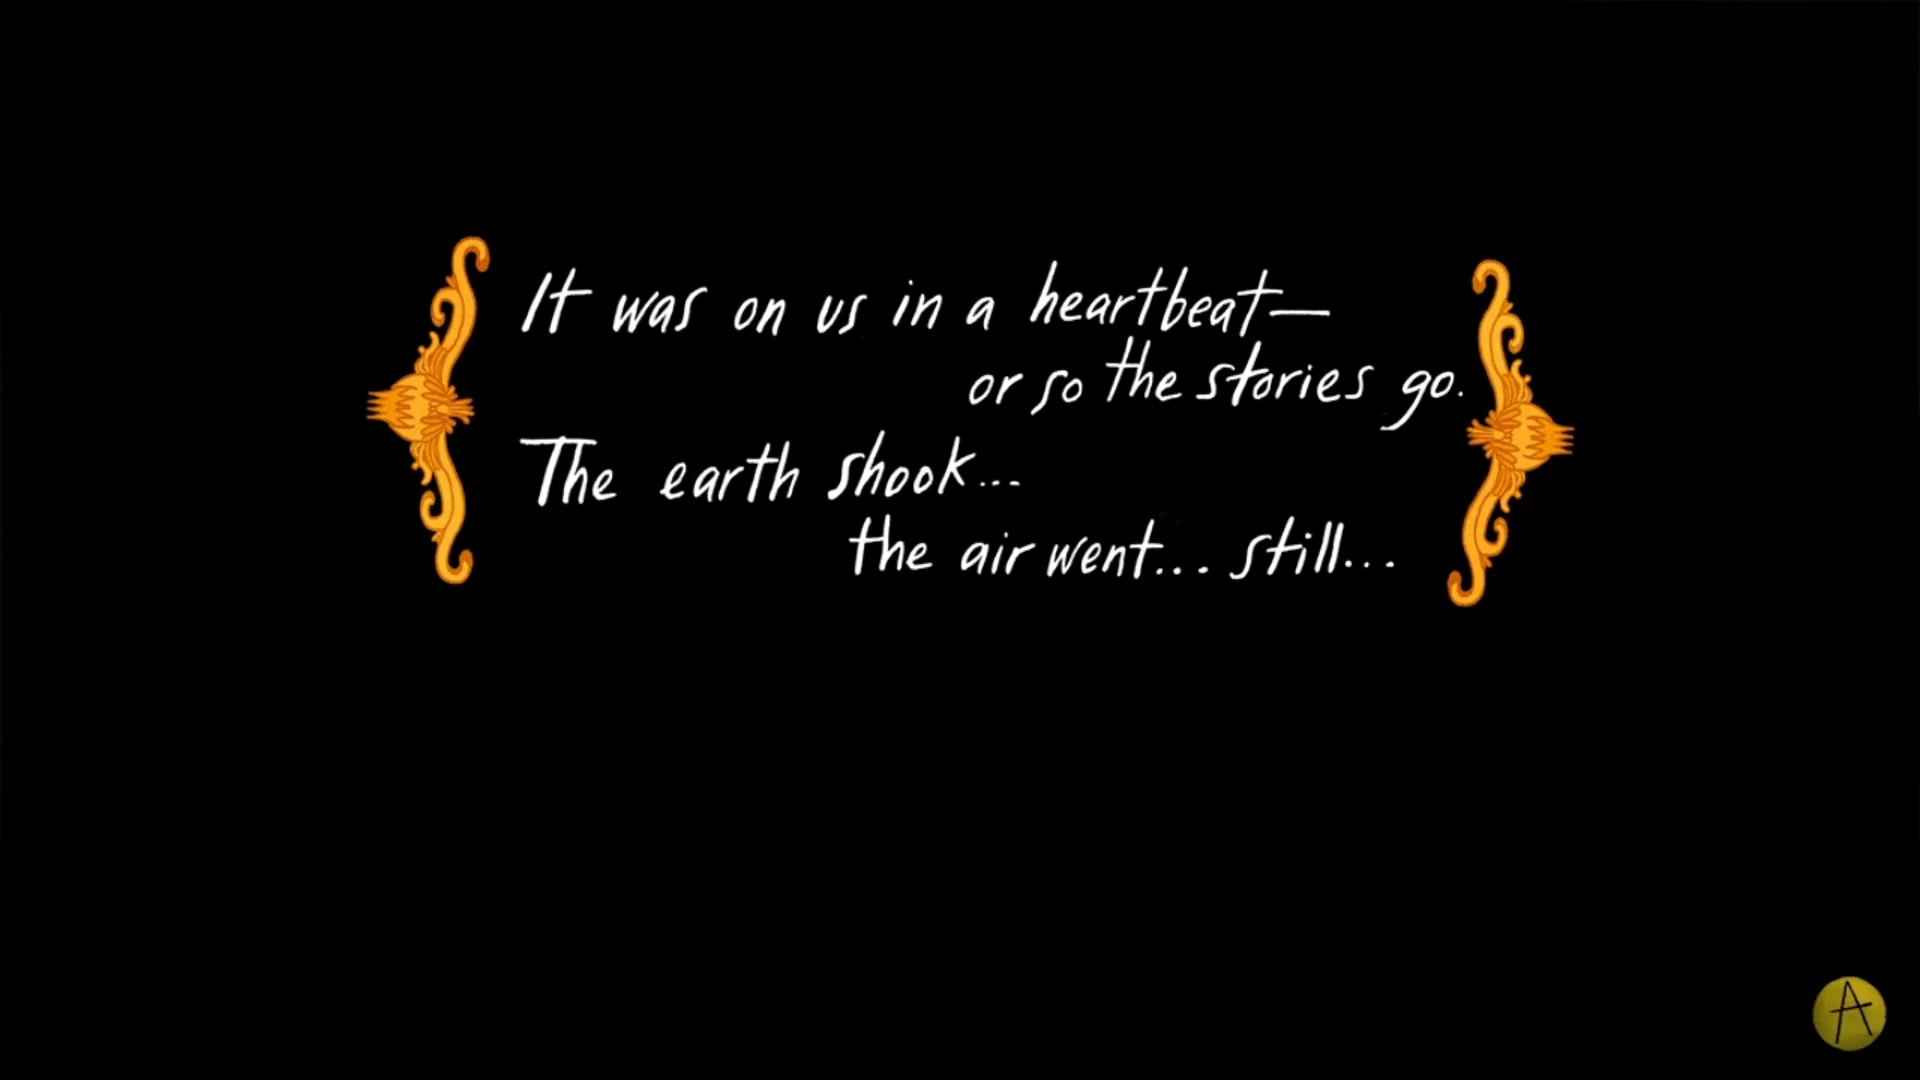 It was on us in a heartbeat—
or so the stories go.
The earth shook...
the air went... still...
A